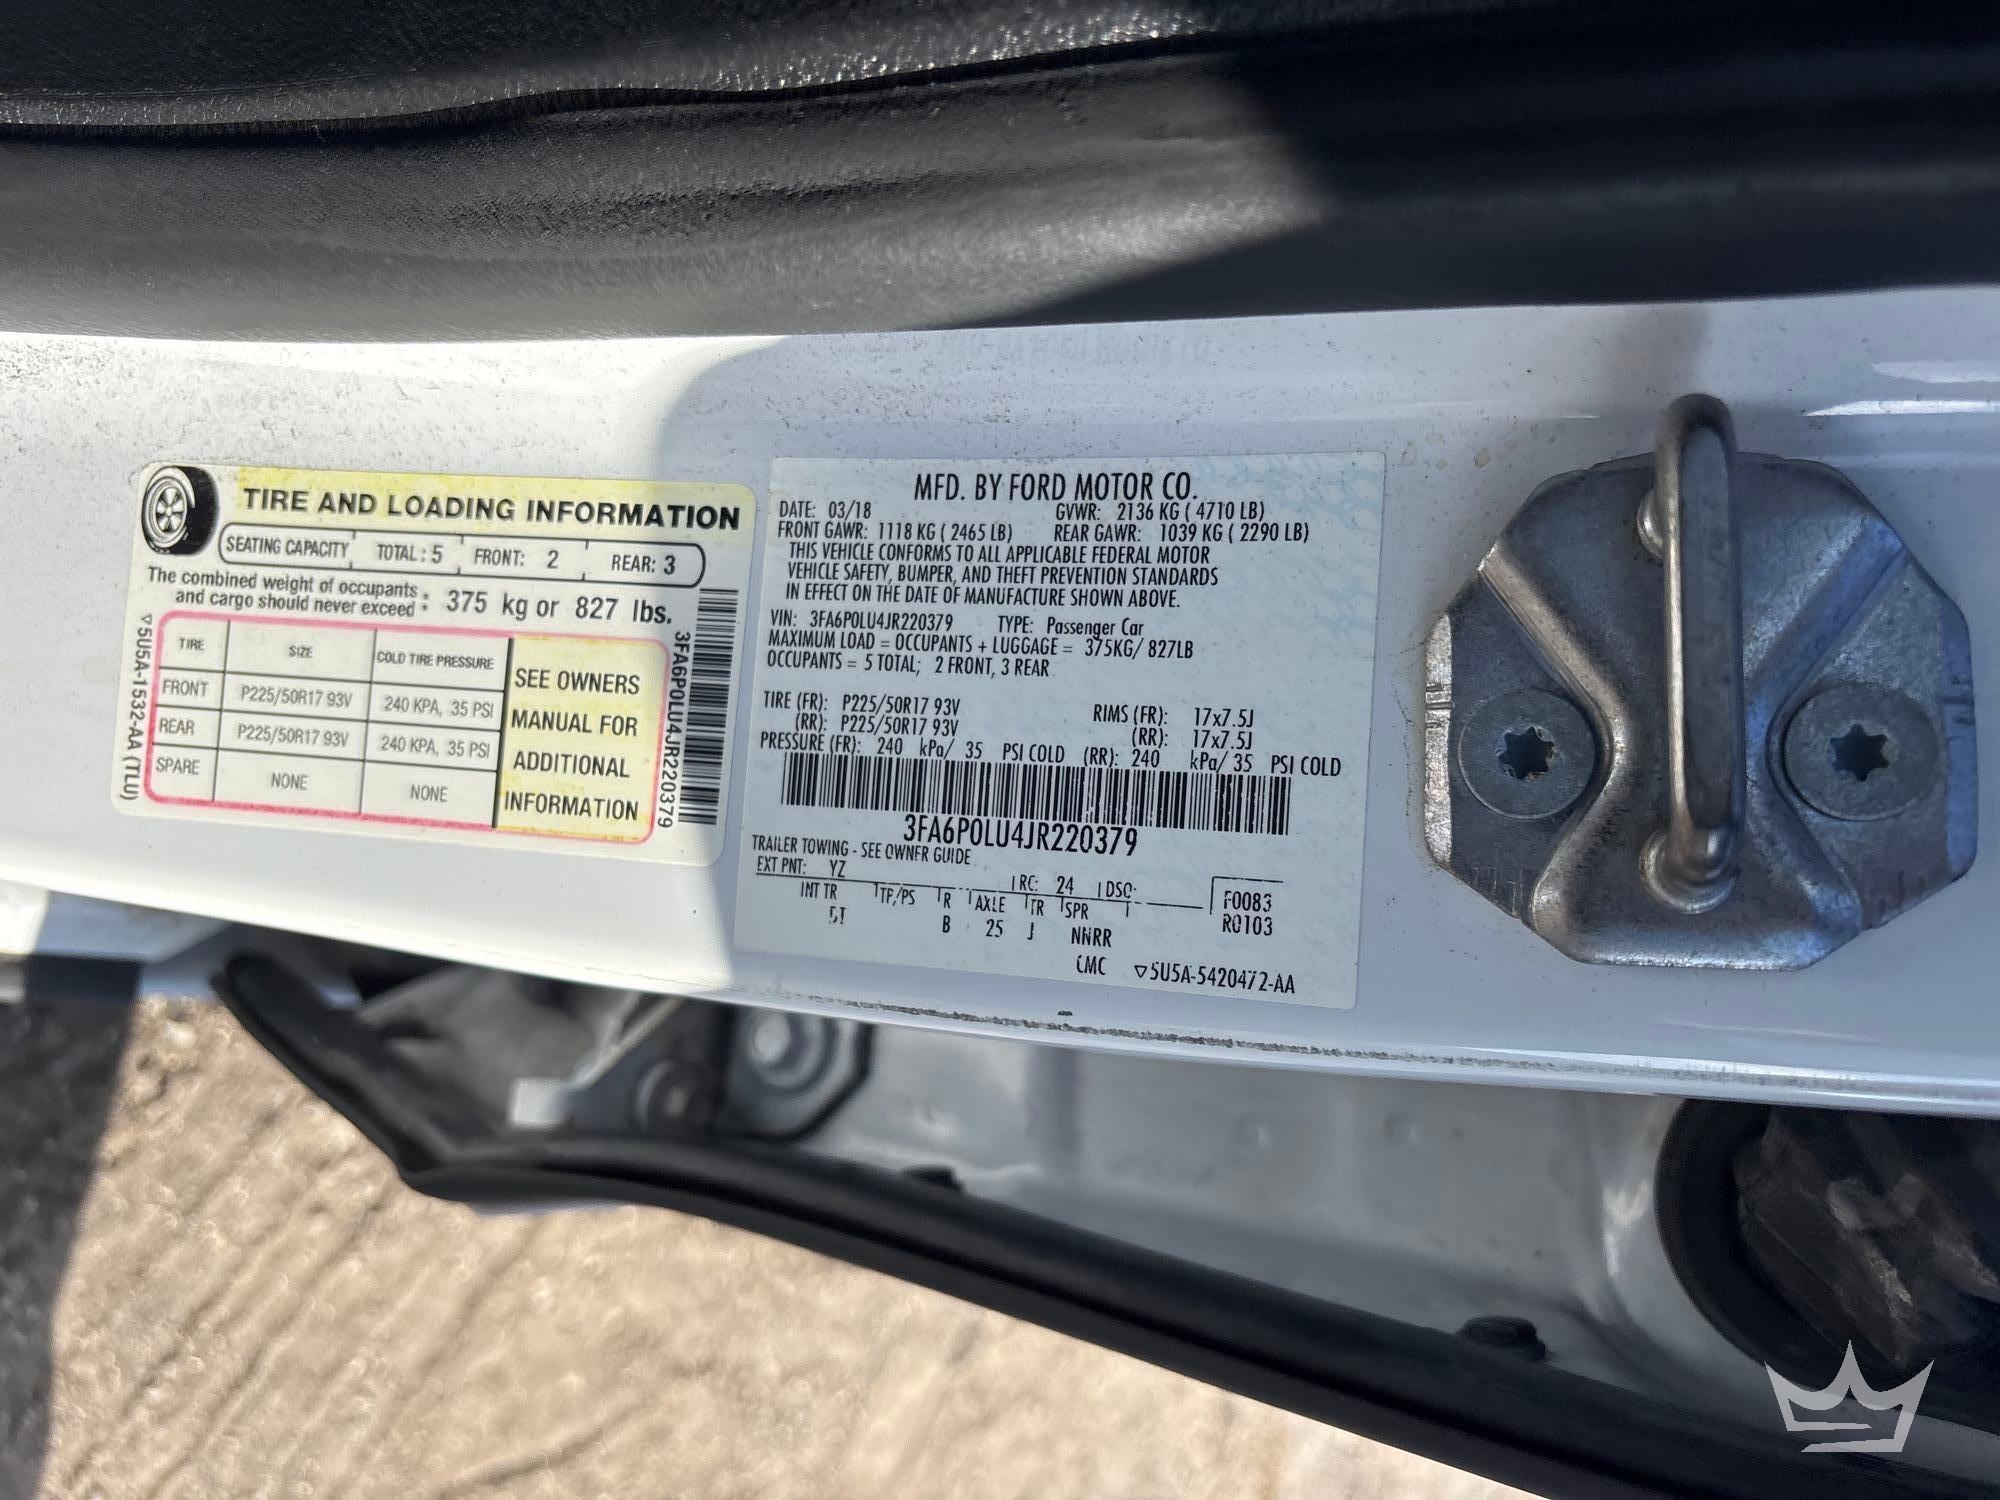 TIRE AND LOADING INFORMATION
SEATING CAPACITY TOTAL: 5 FRONT: 2 REAR: 3
The combined weight of occupants
and cargo should never exceed : 375 kg or 827 lbs.
TIRE SIZE COLD TIRE PRESSURE
FRONT P225/50R17 93V 240 KPA, 35 PSI
REAR P225/50R17 93V 240 KPA, 35 PSI
SPARE NONE NONE
SEE OWNERS
MANUAL FOR
ADDITIONAL
INFORMATION
5U5A-1532-AA (TLU)
3FA6P0LU4JR220379
MFD. BY FORD MOTOR CO.
DATE: 03/18 GVWR: 2136 KG ( 4710 LB)
FRONT GAWR: 1118 KG ( 2465 LB) REAR GAWR: 1039 KG ( 2290 LB)
THIS VEHICLE CONFORMS TO ALL APPLICABLE FEDERAL MOTOR
VEHICLE SAFETY, BUMPER, AND THEFT PREVENTION STANDARDS
IN EFFECT ON THE DATE OF MANUFACTURE SHOWN ABOVE.
VIN: 3FA6P0LU4JR220379 TYPE: Passenger Car
MAXIMUM LOAD = OCCUPANTS + LUGGAGE = 375KG/ 827LB
OCCUPANTS = 5 TOTAL; 2 FRONT, 3 REAR
TIRE (FR): P225/50R17 93V RIMS (FR): 17x7.5J
(RR): P225/50R17 93V (RR): 17x7.5J
PRESSURE (FR): 240 kPa/ 35 PSI COLD (RR): 240 kPa/ 35 PSI COLD
3FA6P0LU4JR220379
TRAILER TOWING - SEE OWNER GUIDE
EXT PNT: YZ RC: 24 DSO: F0083
INT TR TP/PS R AXLE TR SPR R0103
B 25 J NNRR
CMC 5U5A-5420472-AA